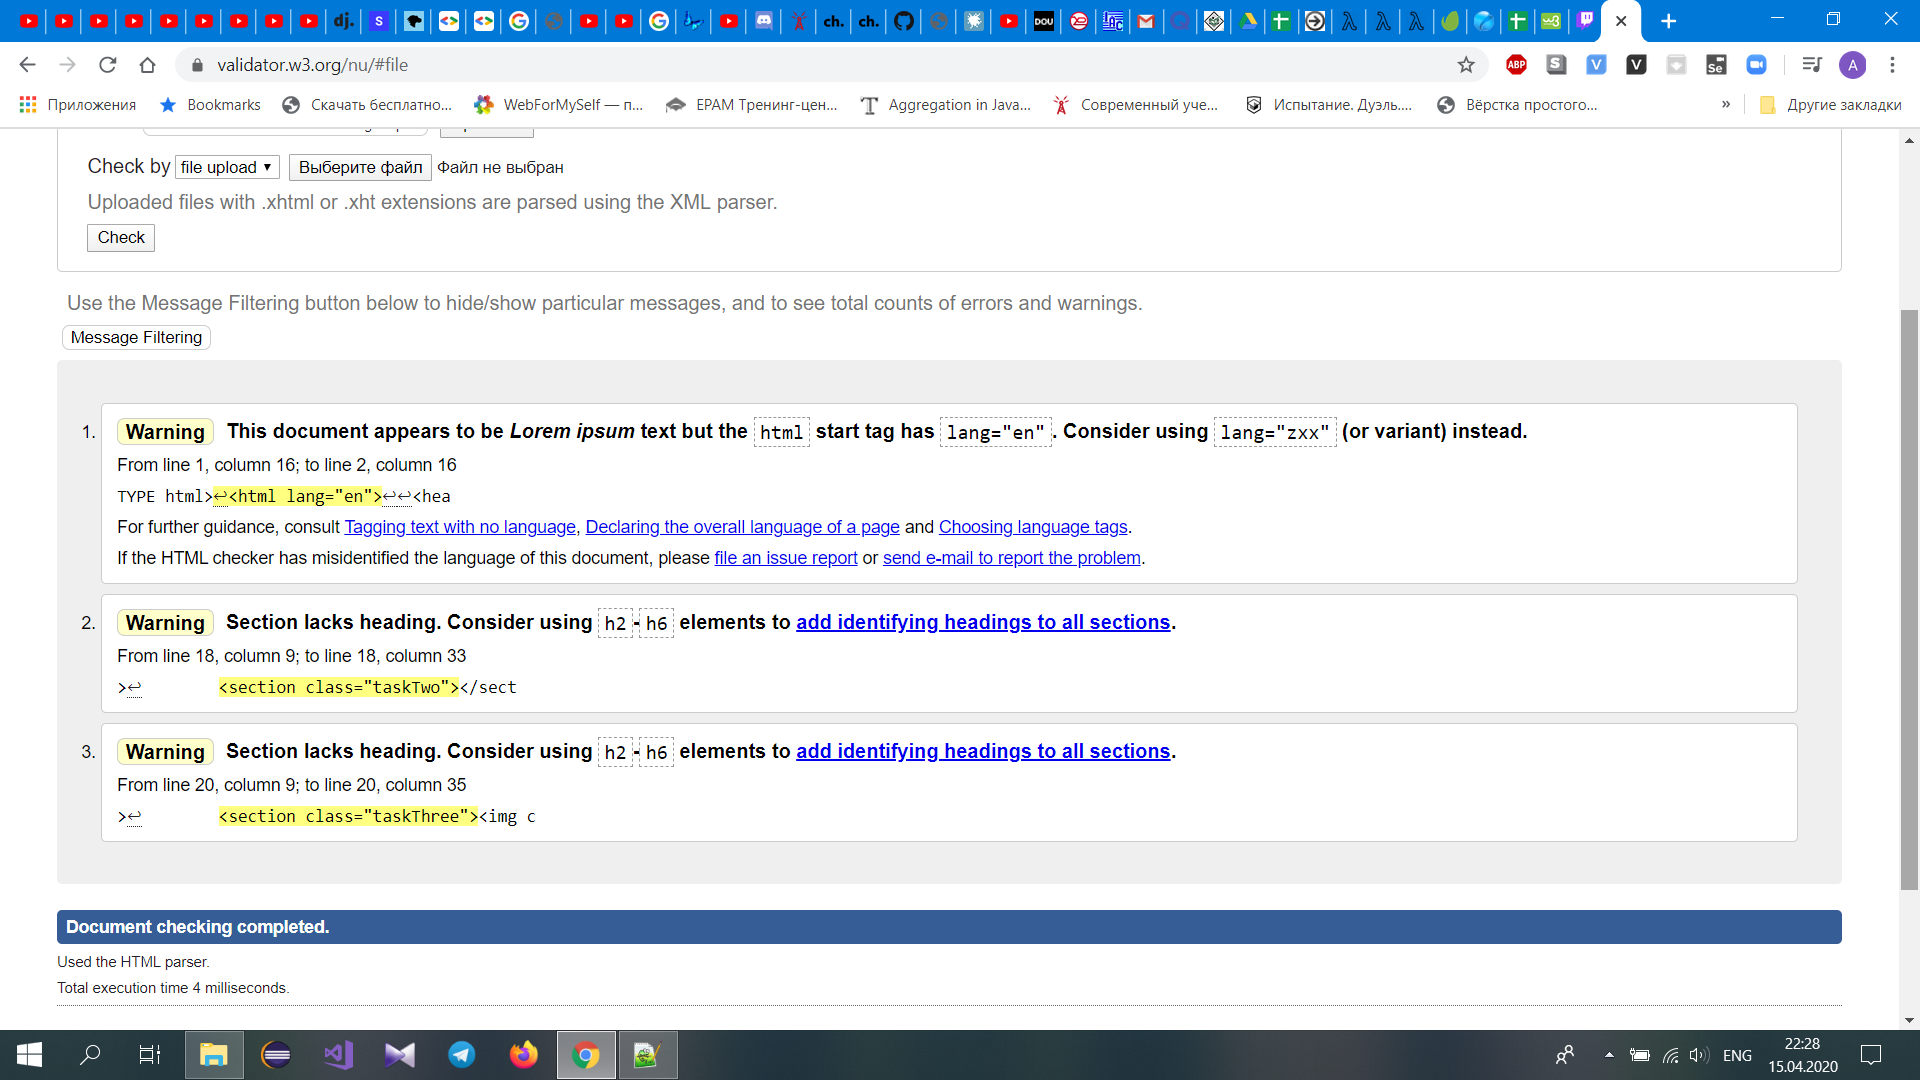 dj. S ch. ch. DOU w3
validator.w3.org/nu/#file
ABP S V V Se A
Приложения Bookmarks Скачать бесплатно... WebForMySelf — п... EPAM Тренинг-цен... Aggregation in Java... Современный уче... Испытание. Дуэль.... Вёрстка простого... » Другие закладки
Check by file upload Выберите файл Файл не выбран
Uploaded files with .xhtml or .xht extensions are parsed using the XML parser.
Check
Use the Message Filtering button below to hide/show particular messages, and to see total counts of errors and warnings.
Message Filtering
1. Warning This document appears to be Lorem ipsum text but the html start tag has lang="en". Consider using lang="zxx" (or variant) instead.
From line 1, column 16; to line 2, column 16
TYPE html>↩<html lang="en">↩↩<hea
For further guidance, consult Tagging text with no language, Declaring the overall language of a page and Choosing language tags.
If the HTML checker has misidentified the language of this document, please file an issue report or send e-mail to report the problem.
2. Warning Section lacks heading. Consider using h2-h6 elements to add identifying headings to all sections.
From line 18, column 9; to line 18, column 33
>↩ <section class="taskTwo"></sect
3. Warning Section lacks heading. Consider using h2-h6 elements to add identifying headings to all sections.
From line 20, column 9; to line 20, column 35
>↩ <section class="taskThree"><img c
Document checking completed.
Used the HTML parser.
Total execution time 4 milliseconds.
ENG
22:28
15.04.2020